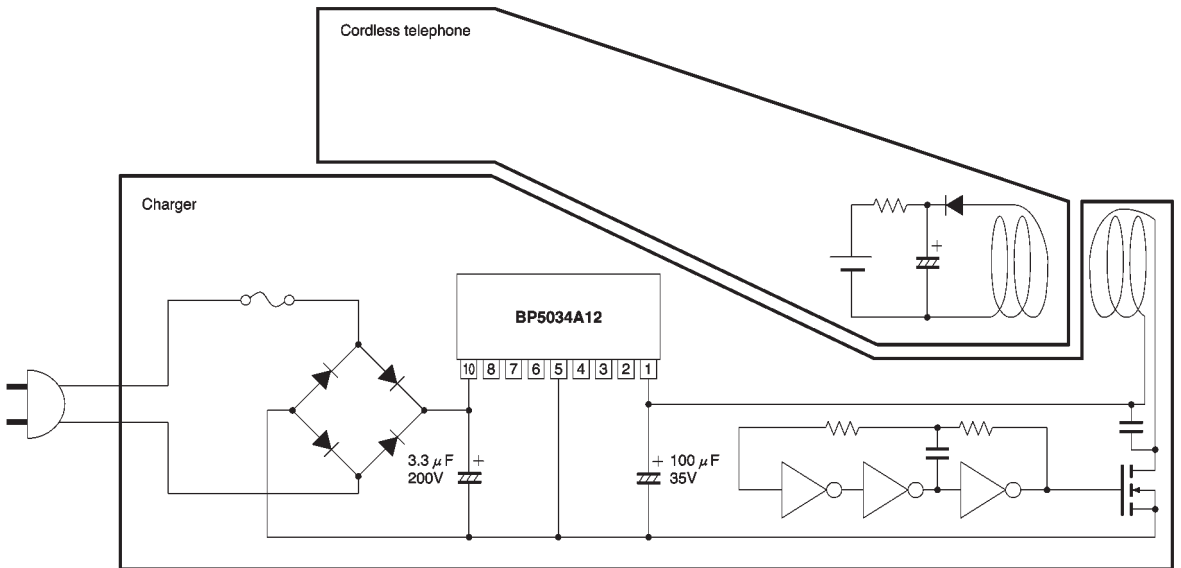 Cordless telephone
Charger
BP5034A12
10 8 7 6 5 4 3 2 1
+
3.3 μF +
200V
+ 100 μF
35V